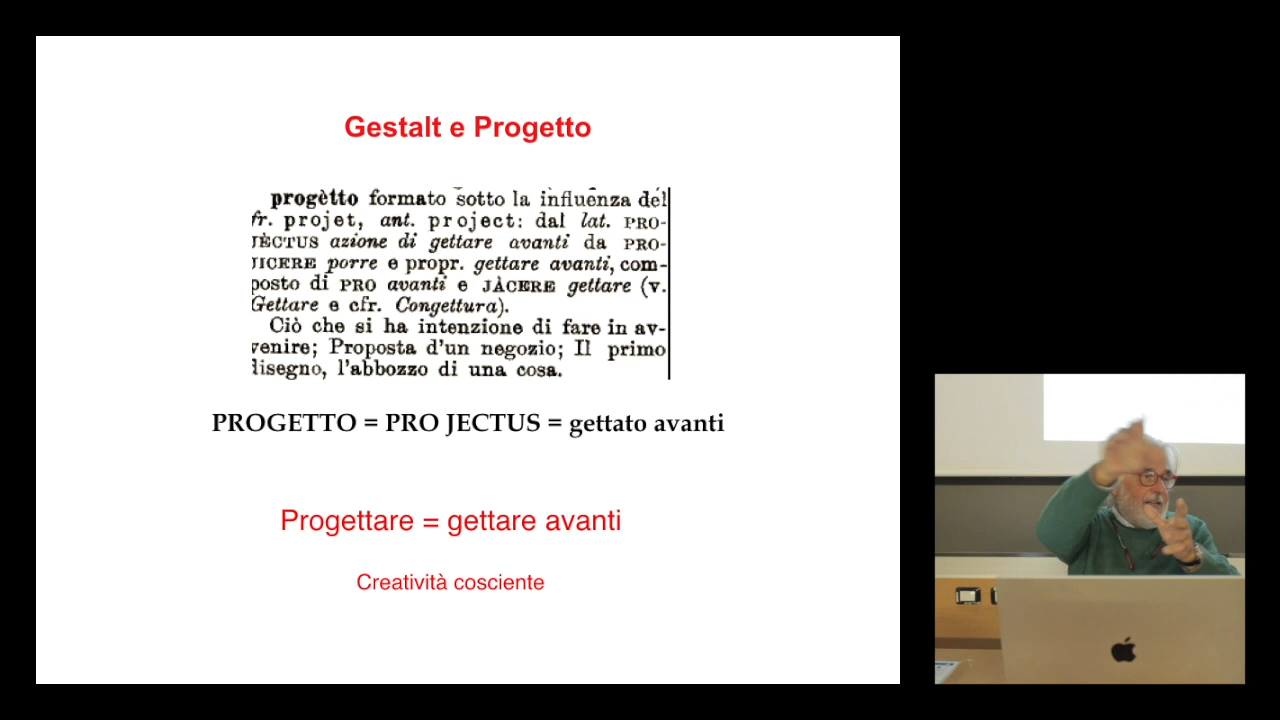 Gestalt e Progetto
progètto formato sotto la influenza del
fr. projet, ant. project: dal lat. PRO-
JÈCTUS azione di gettare avanti da PRO-
JICERE porre e propr. gettare avanti, com-
posto di PRO avanti e JÀCERE gettare (v.
Gettare e cfr. Congettura).
Ciò che si ha intenzione di fare in av-
venire; Proposta d'un negozio; Il primo
disegno, l'abbozzo di una cosa.
PROGETTO = PRO JECTUS = gettato avanti
Progettare = gettare avanti
Creatività cosciente